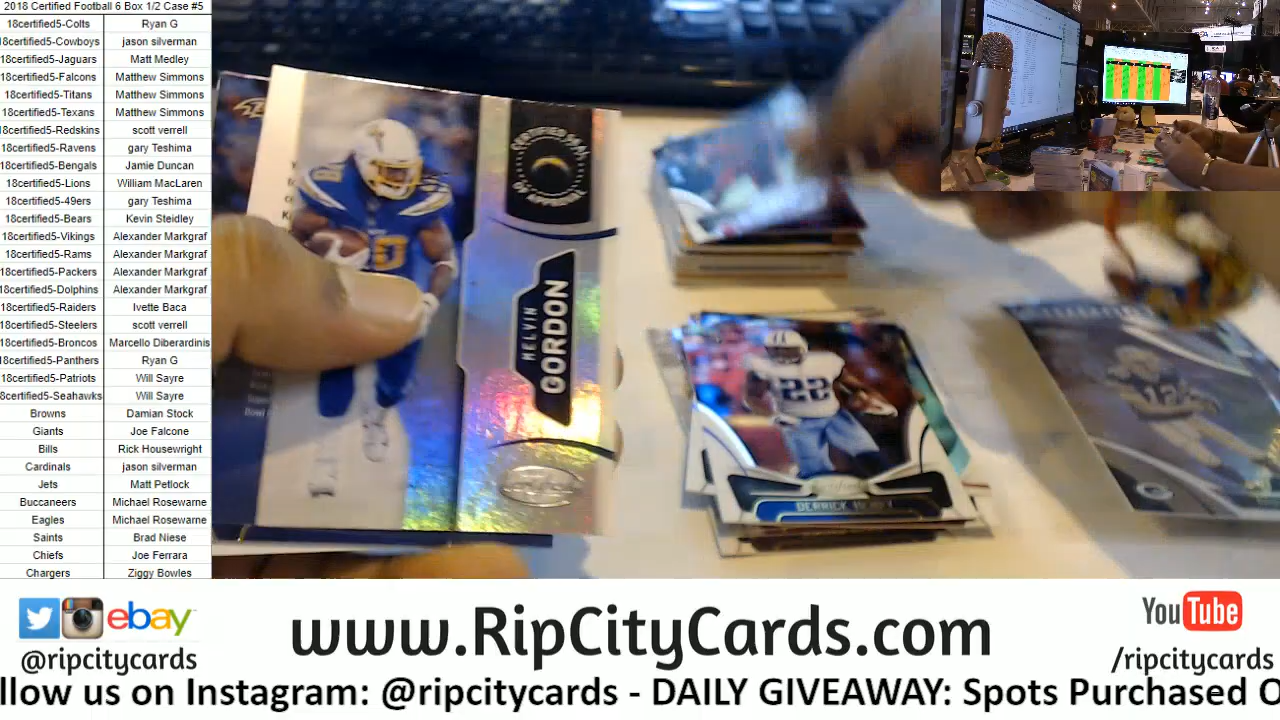 2018 Certified Football 6 Box 1/2 Case #5
18certified5-Colts Ryan G
18certified5-Cowboys jason silverman
18certified5-Jaguars Matt Medley
18certified5-Falcons Matthew Simmons
18certified5-Titans Matthew Simmons
18certified5-Texans Matthew Simmons
18certified5-Redskins scott verrell
18certified5-Ravens gary Teshima
18certified5-Bengals Jamie Duncan
18certified5-Lions William MacLaren
18certified5-49ers gary Teshima
18certified5-Bears Kevin Steidley
18certified5-Vikings Alexander Markgraf
18certified5-Rams Alexander Markgraf
18certified5-Packers Alexander Markgraf
18certified5-Dolphins Alexander Markgraf
18certified5-Raiders Ivette Baca
18certified5-Steelers scott verrell
18certified5-Broncos Marcello Diberardinis
18certified5-Panthers Ryan G
18certified5-Patriots Will Sayre
8certified5-Seahawks Will Sayre
Browns Damian Stock
Giants Joe Falcone
Bills Rick Housewright
Cardinals jason silverman
Jets Matt Petlock
Buccaneers Michael Rosewarne
Eagles Michael Rosewarne
Saints Brad Niese
Chiefs Joe Ferrara
Chargers Ziggy Bowles
MELVIN
GORDON
22
DERRICK HENRY
12
ebay
@ripcitycards
www.RipCityCards.com
YouTube
/ripcitycards
llow us on Instagram: @ripcitycards - DAILY GIVEAWAY: Spots Purchased O